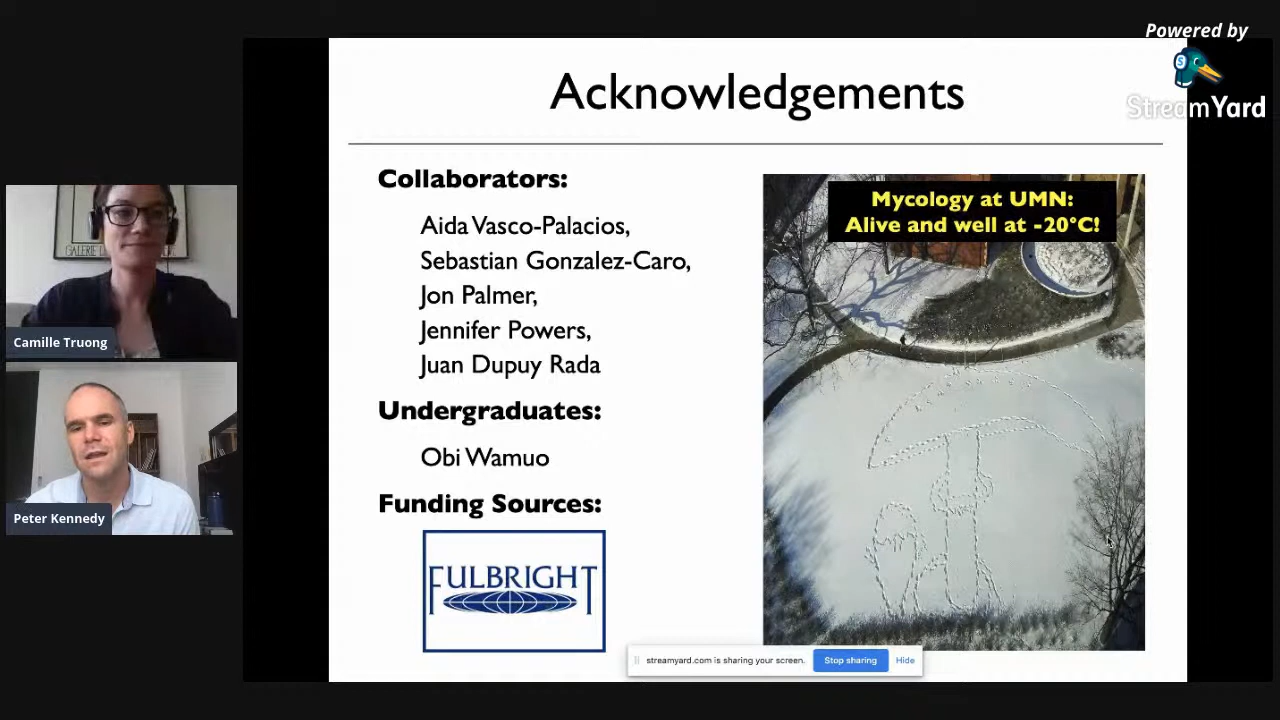 Powered by
StreamYard
Acknowledgements
Collaborators:
Aida Vasco-Palacios,
Sebastian Gonzalez-Caro,
Jon Palmer,
Jennifer Powers,
Juan Dupuy Rada
Undergraduates:
Obi Wamuo
Funding Sources:
FULBRIGHT
Mycology at UMN:
Alive and well at -20°C!
Camille Truong
Peter Kennedy
streamyard.com is sharing your screen.
Stop sharing
Hide